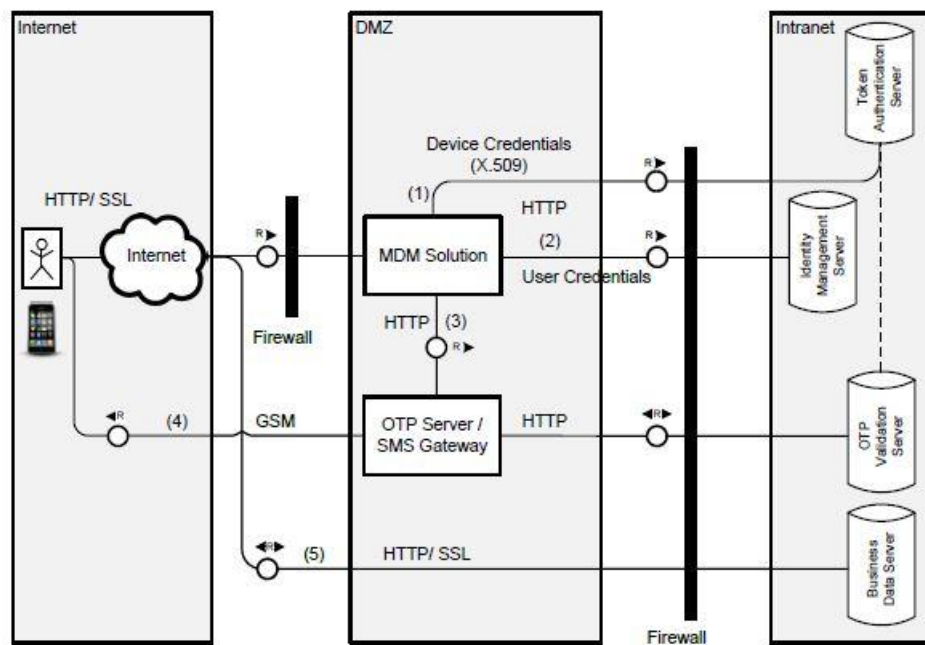 Internet
DMZ
Intranet
Token
Authentication
Server
Device Credentials
(X.509)
R
HTTP/ SSL
(1)
HTTP
Internet
R
MDM Solution
(2)
R
User Credentials
Identity
Management
Server
Firewall
HTTP
(3)
R
R
(4)
GSM
OTP Server /
SMS Gateway
HTTP
R
OTP
Validation
Server
R
(5)
HTTP/ SSL
Business
Data Server
Firewall